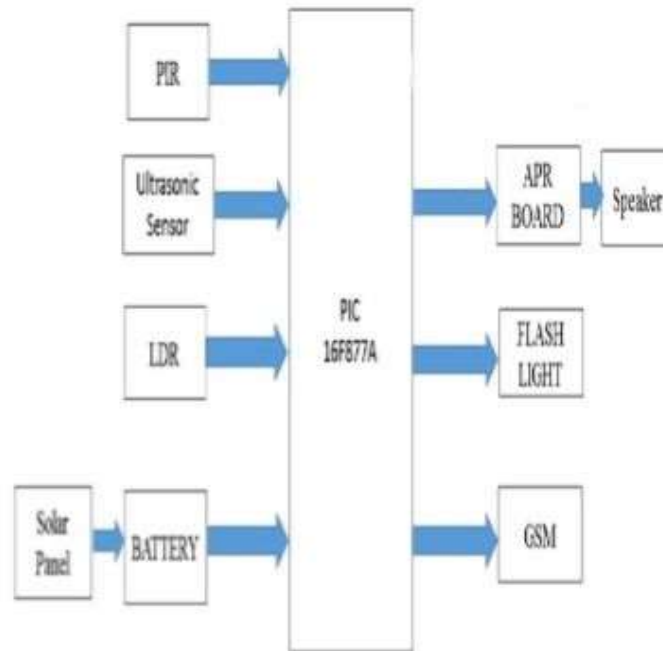 PIR
Ultrasonic
Sensor
LDR
Solar
Panel
BATTERY
PIC
16F877A
APR
BOARD
Speaker
FLASH
LIGHT
GSM